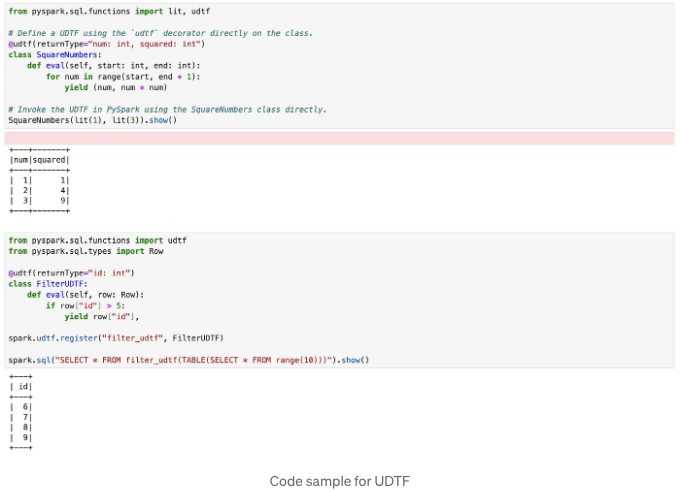 from pyspark.sql.functions import lit, udtf
# Define a UDTF using the `udtf` decorator directly on the class.
@udtf(returnType="num: int, squared: int")
class SquareNumbers:
    def eval(self, start: int, end: int):
        for num in range(start, end + 1):
            yield (num, num * num)
# Invoke the UDTF in PySpark using the SquareNumbers class directly.
SquareNumbers(lit(1), lit(3)).show()
+---+-------+
|num|squared|
+---+-------+
|  1|      1|
|  2|      4|
|  3|      9|
+---+-------+
from pyspark.sql.functions import udtf
from pyspark.sql.types import Row
@udtf(returnType="id: int")
class FilterUDTF:
    def eval(self, row: Row):
        if row["id"] > 5:
            yield row["id"],
spark.udtf.register("filter_udtf", FilterUDTF)
spark.sql("SELECT * FROM filter_udtf(TABLE(SELECT * FROM range(10)))").show()
+---+
| id|
+---+
|  6|
|  7|
|  8|
|  9|
+---+
Code sample for UDTF